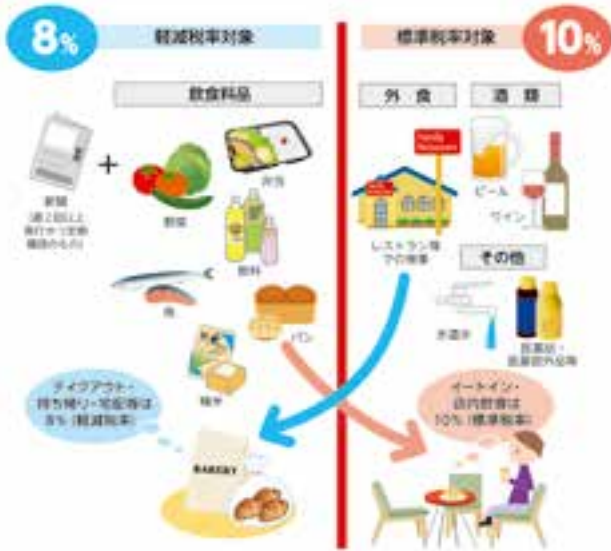 8%
軽減税率対象
標準税率対象
10%
飲食料品
外食
酒類
新聞
(週2回以上
発行かつ定期
購読のもの)
+
野菜
弁当
飲料
魚
パン
精米
Family
Restaurant
レストラン等
での飲食
ビール
ワイン
その他
水道水
医薬品・
医薬部外品等
テイクアウト・
持ち帰り・宅配等は
8%(軽減税率)
BAKERY
イートイン・
店内飲食は
10%(標準税率)